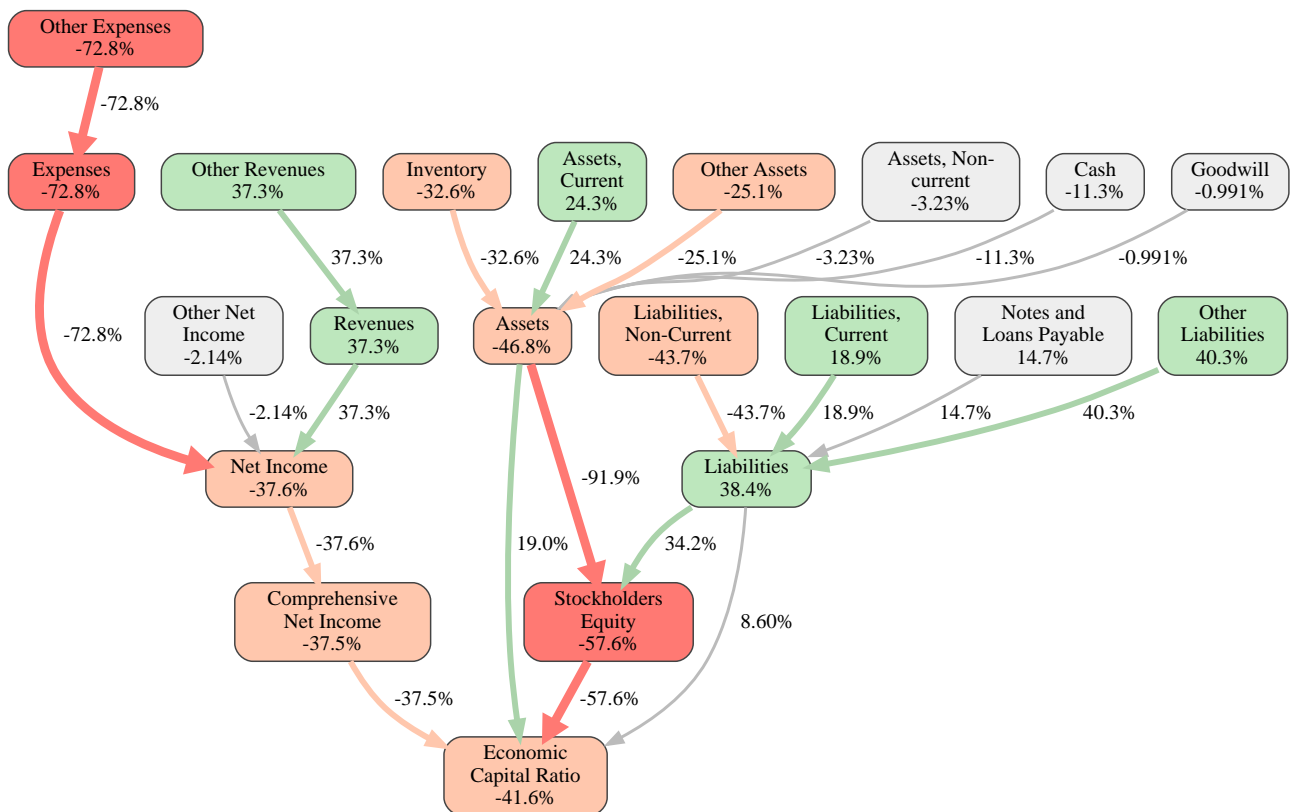 Other Expenses
-72.8%
-72.8%
Expenses
-72.8%
Other Revenues
37.3%
Inventory
-32.6%
Assets,
Current
24.3%
Other Assets
-25.1%
Assets, Non-
current
-3.23%
Cash
-11.3%
Goodwill
-0.991%
37.3%
-32.6%
24.3%
-25.1%
-3.23%
-11.3%
-0.991%
-72.8%
Other Net
Income
-2.14%
Revenues
37.3%
Assets
-46.8%
Liabilities,
Non-Current
-43.7%
Liabilities,
Current
18.9%
Notes and
Loans Payable
14.7%
Other
Liabilities
40.3%
-2.14%
37.3%
-43.7%
18.9%
14.7%
40.3%
Net Income
-37.6%
-91.9%
Liabilities
38.4%
-37.6%
19.0%
34.2%
Comprehensive
Net Income
-37.5%
Stockholders
Equity
-57.6%
8.60%
-37.5%
-57.6%
Economic
Capital Ratio
-41.6%